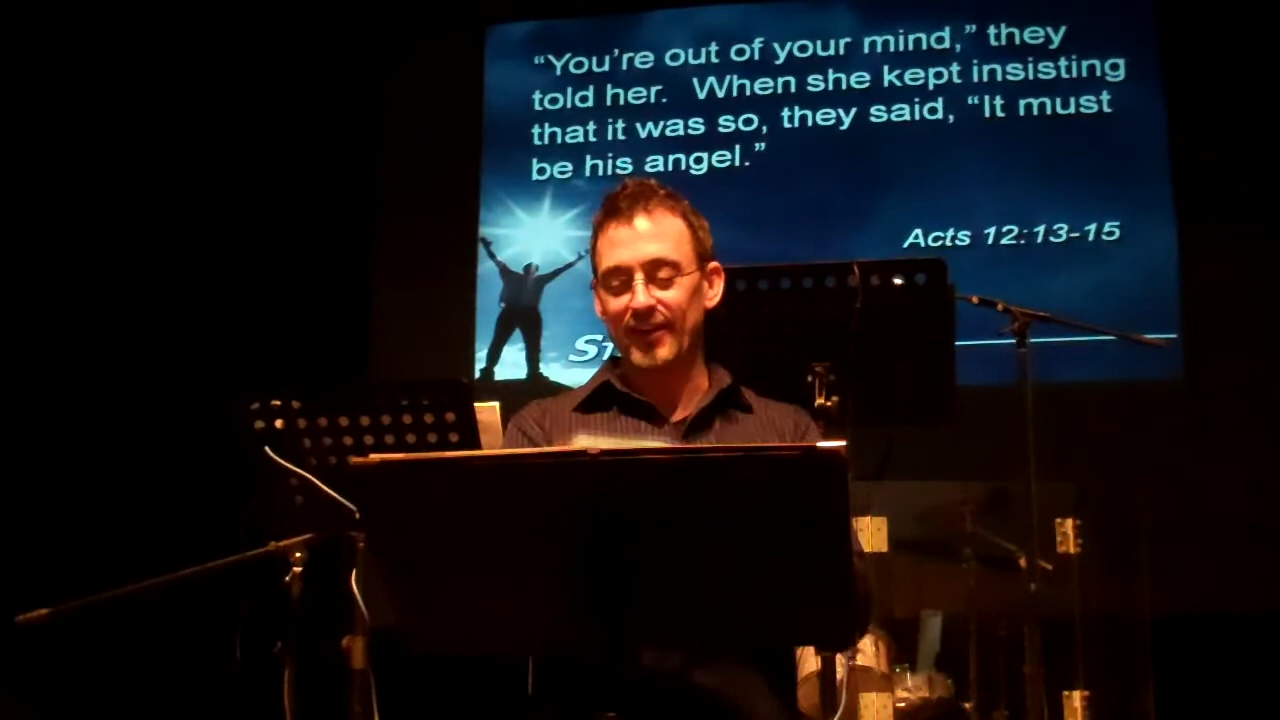 “You’re out of your mind,” they
told her.  When she kept insisting
that it was so, they said, “It must
be his angel.”
Acts 12:13-15